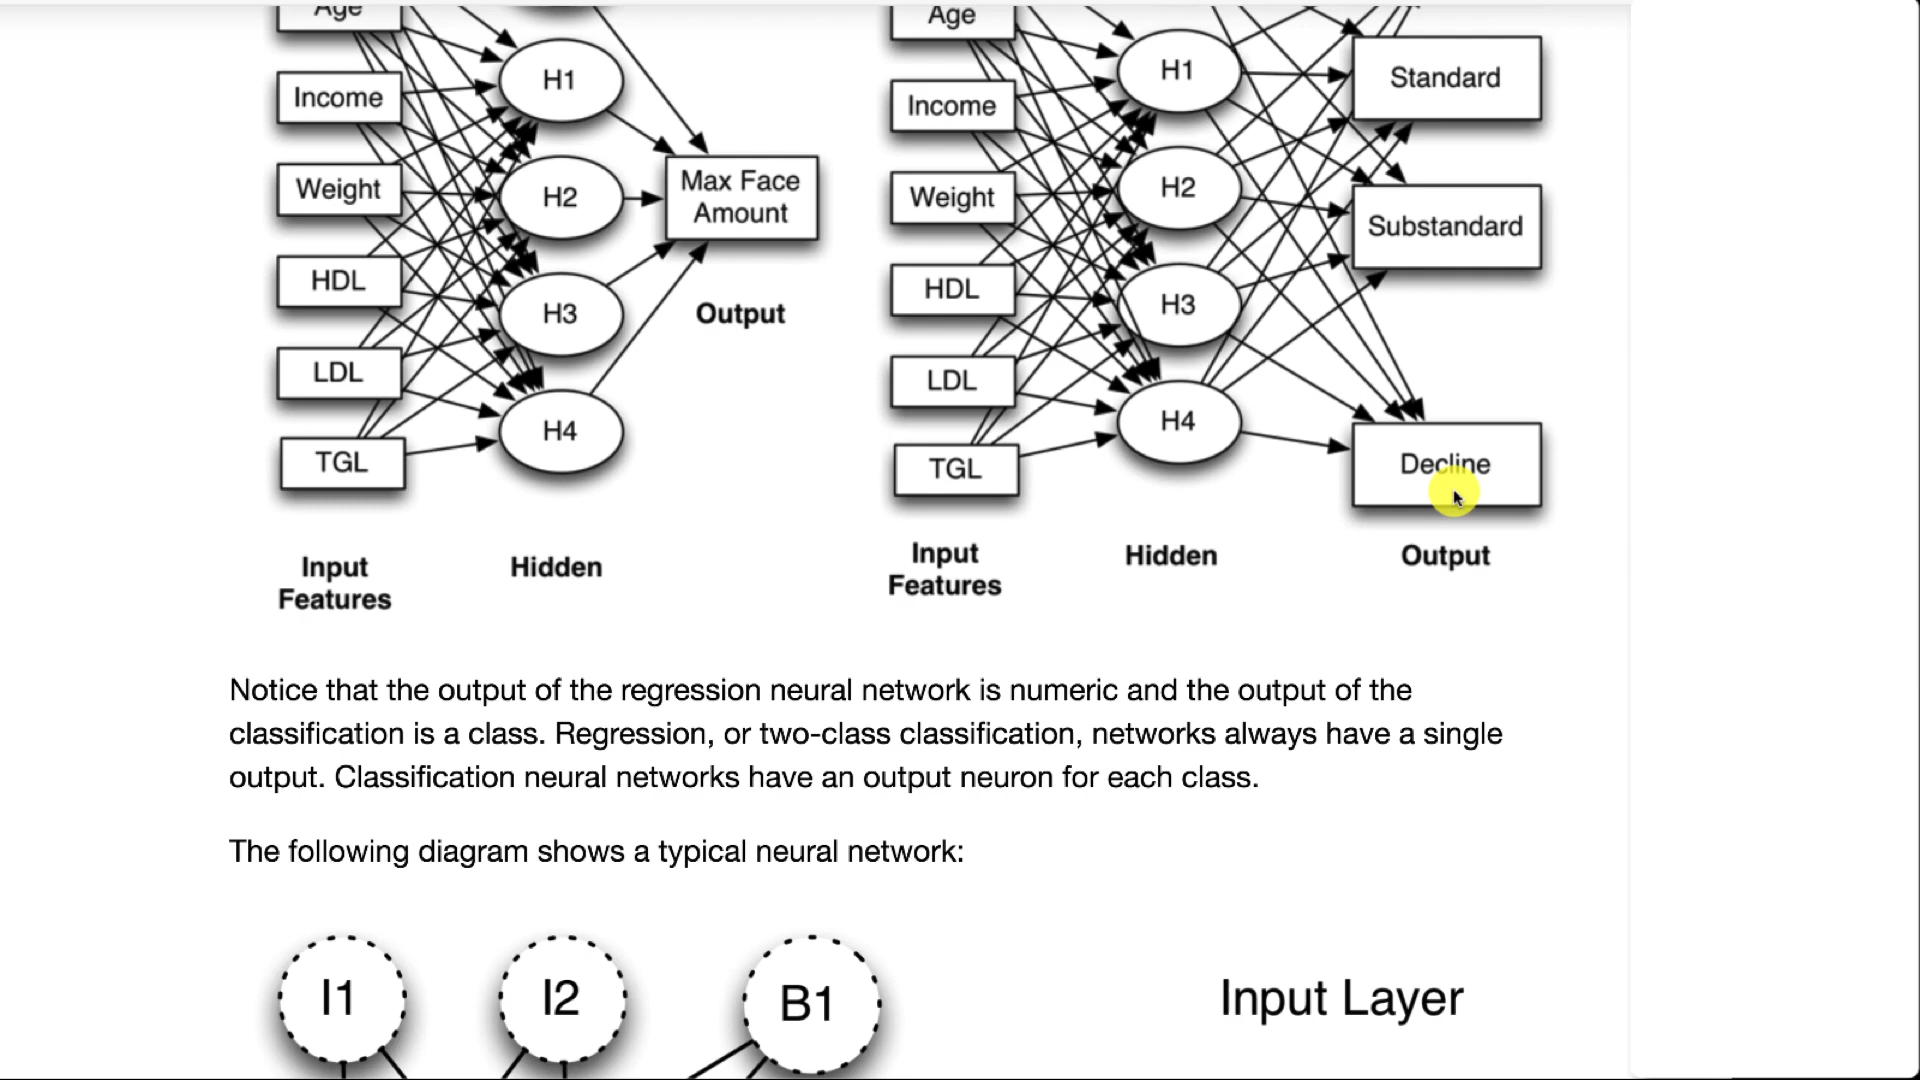 Age
Income
Weight
HDL
LDL
TGL
H1
H2
H3
H4
Max Face
Amount
Output
Input
Features
Hidden
Age
Income
Weight
HDL
LDL
TGL
H1
H2
H3
H4
Standard
Substandard
Decline
Input
Features
Hidden
Output
Notice that the output of the regression neural network is numeric and the output of the
classification is a class. Regression, or two-class classification, networks always have a single
output. Classification neural networks have an output neuron for each class.
The following diagram shows a typical neural network:
I1
I2
B1
Input Layer